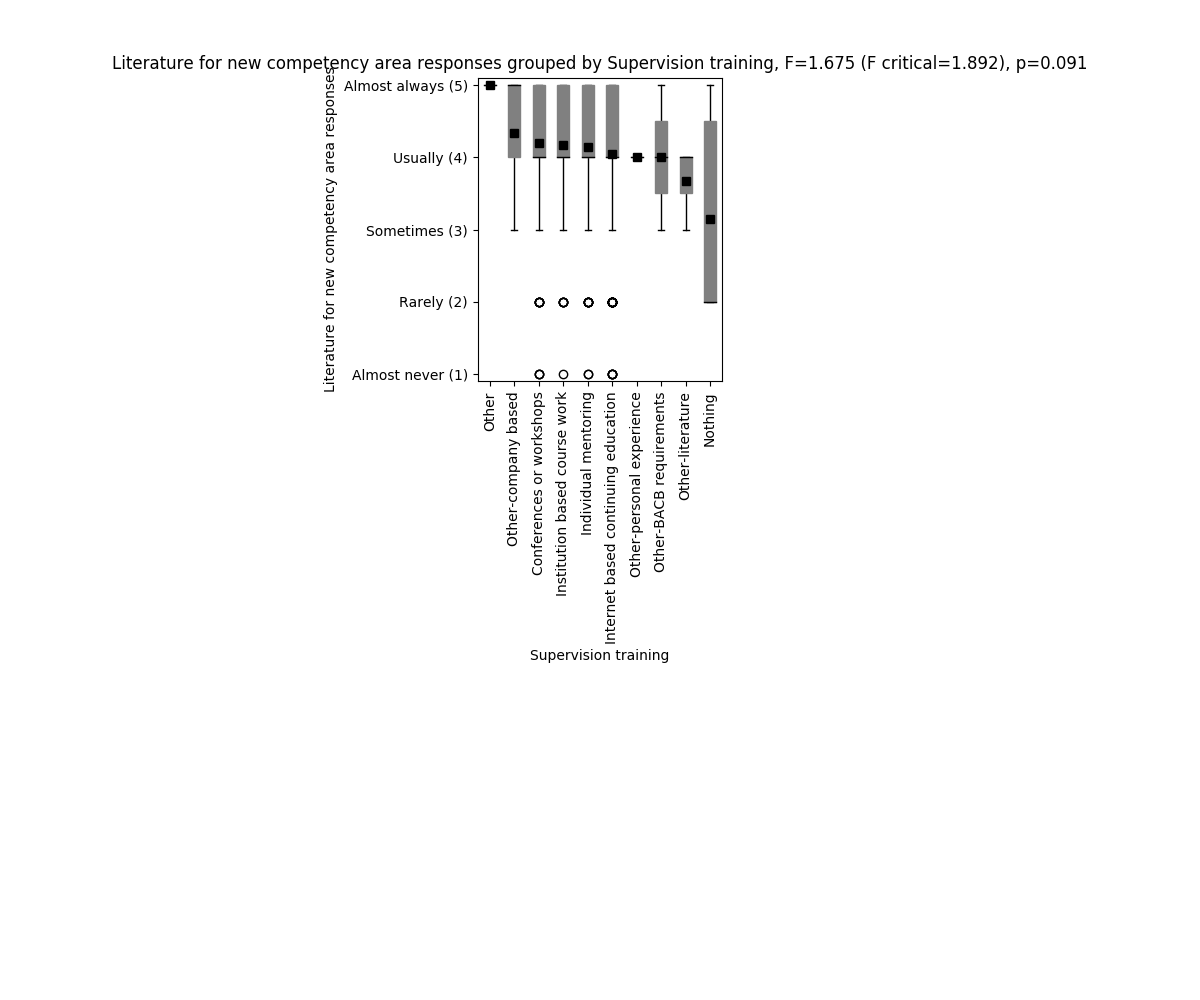 Literature for new competency area responses grouped by Supervision training, F=1.675 (F critical=1.892), p=0.091
Literature for new competency area responses
Almost always (5)
Usually (4)
Sometimes (3)
Rarely (2)
Almost never (1)
Other
Other-company based
Conferences or workshops
Institution based course work
Individual mentoring
Internet based continuing education
Other-personal experience
Other-BACB requirements
Other-literature
Nothing
Supervision training